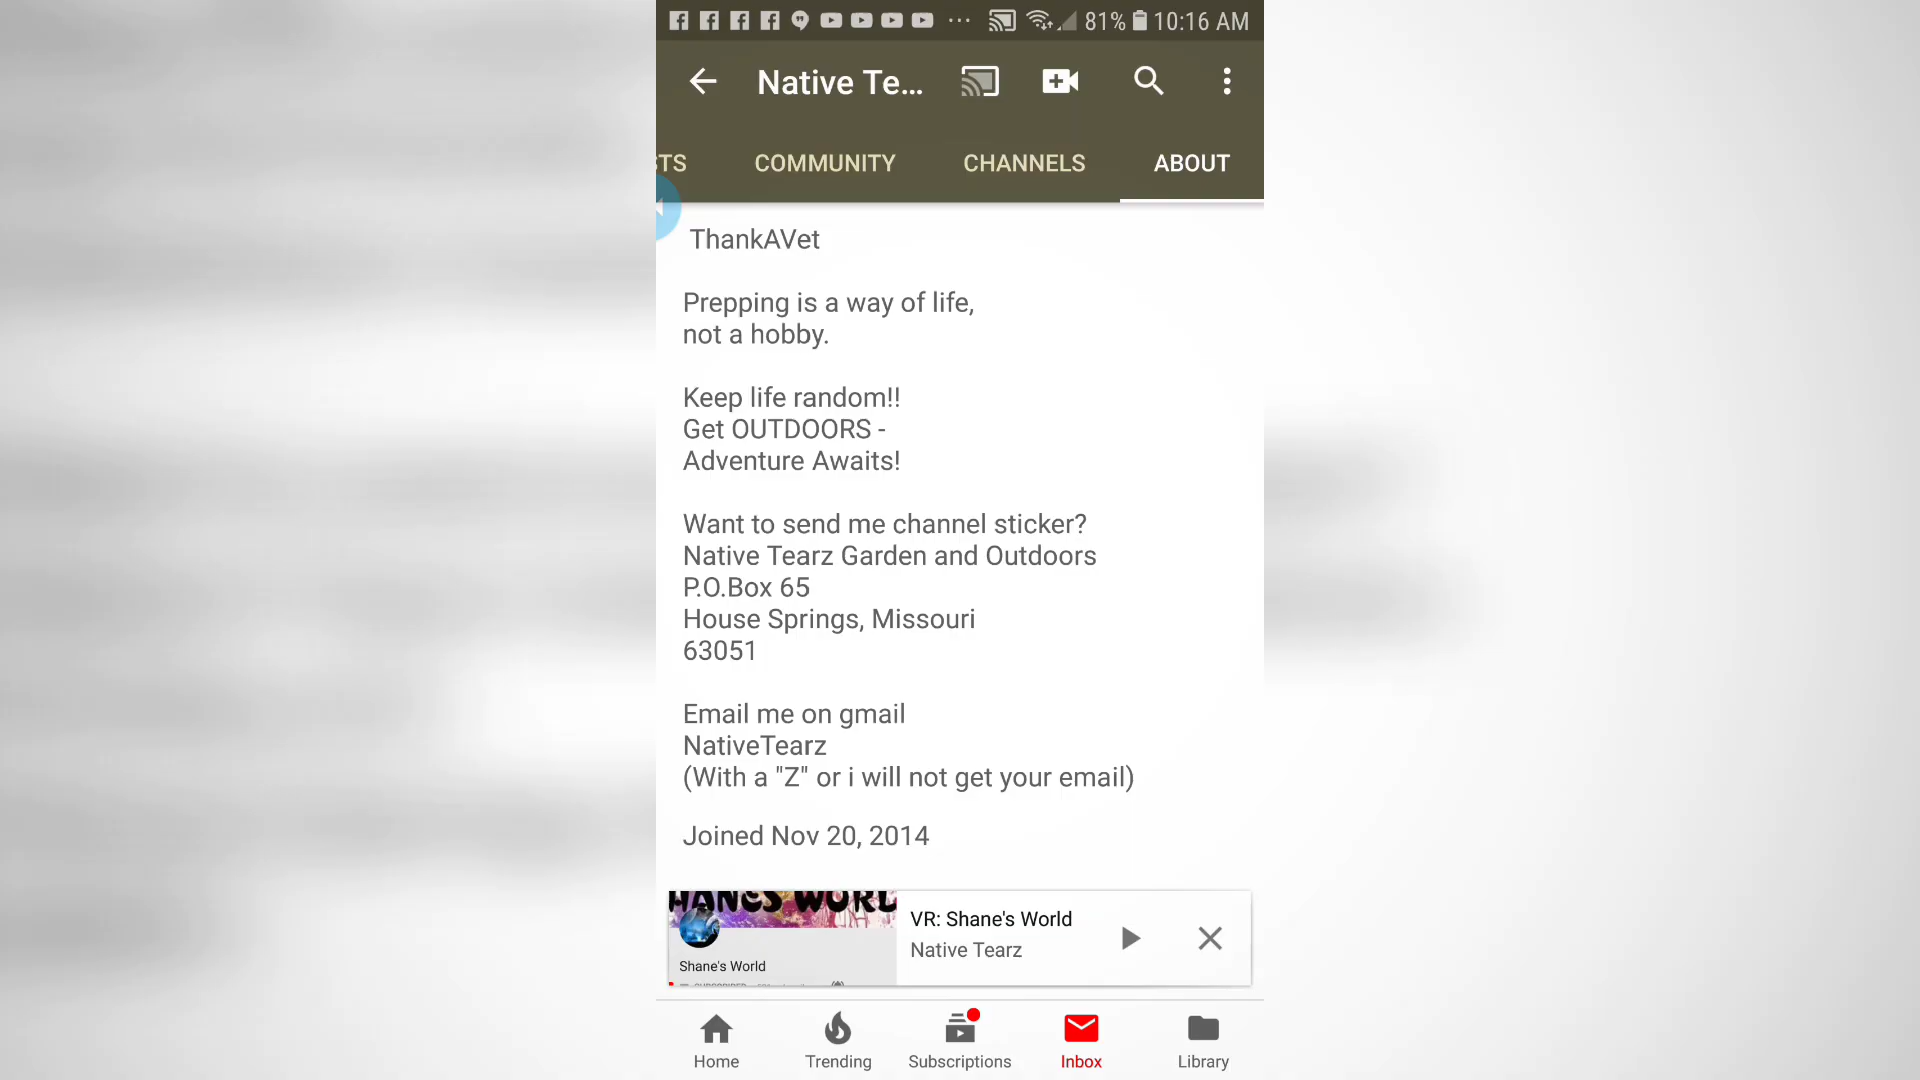 81% 10:16 AM
Native Te...
TS COMMUNITY CHANNELS ABOUT
ThankAVet
Prepping is a way of life,
not a hobby.
Keep life random!!
Get OUTDOORS -
Adventure Awaits!
Want to send me channel sticker?
Native Tearz Garden and Outdoors
P.O.Box 65
House Springs, Missouri
63051
Email me on gmail
NativeTearz
(With a "Z" or i will not get your email)
Joined Nov 20, 2014
HANES WORL
Shane's World
VR: Shane's World
Native Tearz
Home Trending Subscriptions Inbox Library